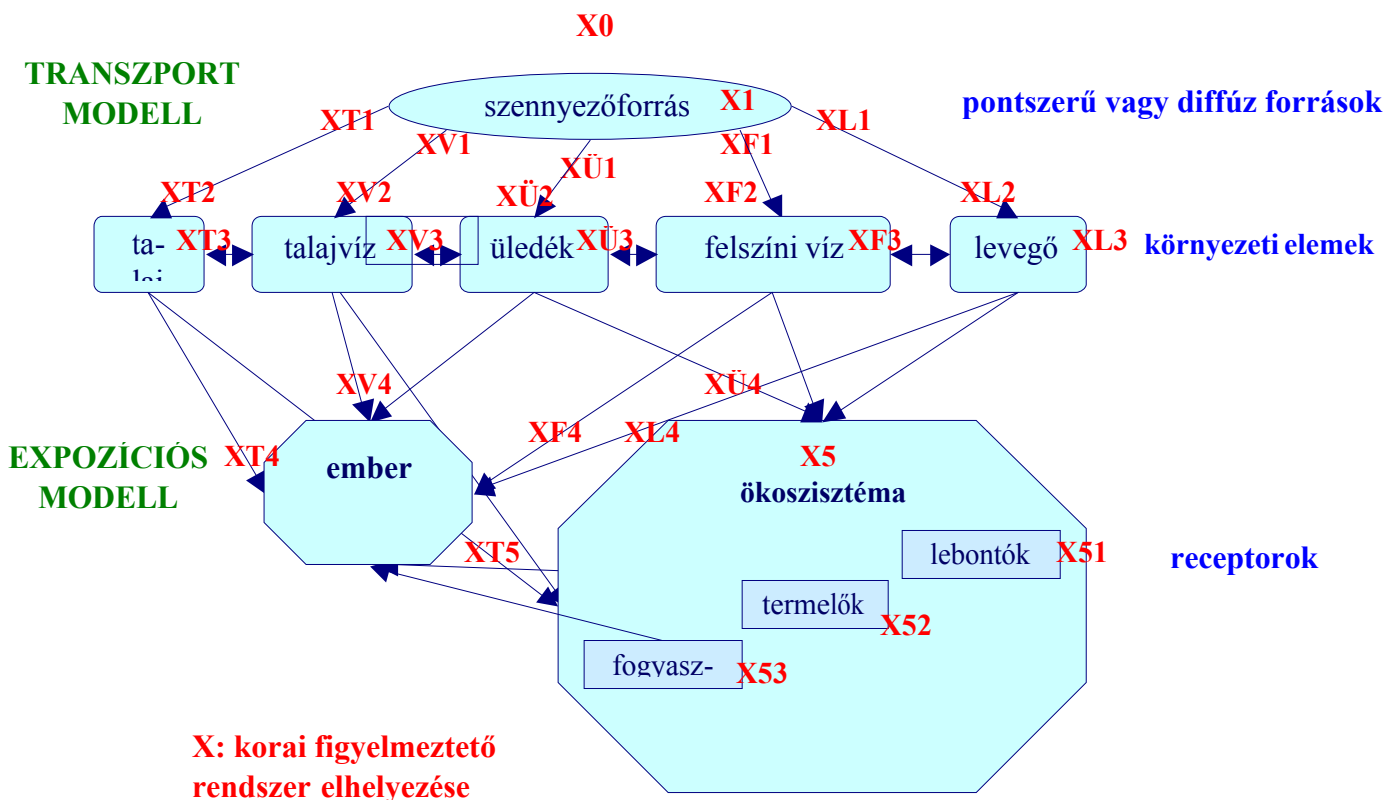 X0
TRANSZPORT
MODELL
szennyezőforrás
X1
pontszerű vagy diffúz források
XT1
XV1
XÜ1
XF1
XL1
XT2
XV2
XÜ2
XF2
XL2
ta-
XT3
talajvíz
XV3
üledék
XÜ3
felszíni víz
XF3
levegő
XL3
környezeti elemek
XV4
XÜ4
EXPOZÍCIÓS
MODELL
XT4
ember
XF4
XL4
X5
ökoszisztéma
XT5
lebontók
X51
receptorok
termelők
X52
fogyasz-
X53
X: korai figyelmeztető
rendszer elhelyezése